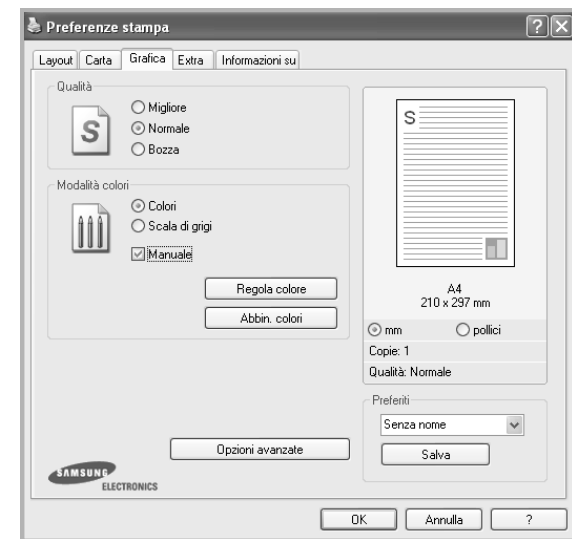 Preferenze stampa
Layout Carta Grafica Extra Informazioni su
Qualità
S
Migliore
Normale
Bozza
Modalità colori
Colori
Scala di grigi
Manuale
Regola colore
Abbin. colori
Opzioni avanzate
SAMSUNG
ELECTRONICS
S
A4
210 x 297 mm
mm pollici
Copie: 1
Qualità: Normale
Preferiti
Senza nome
Salva
OK Annulla ?